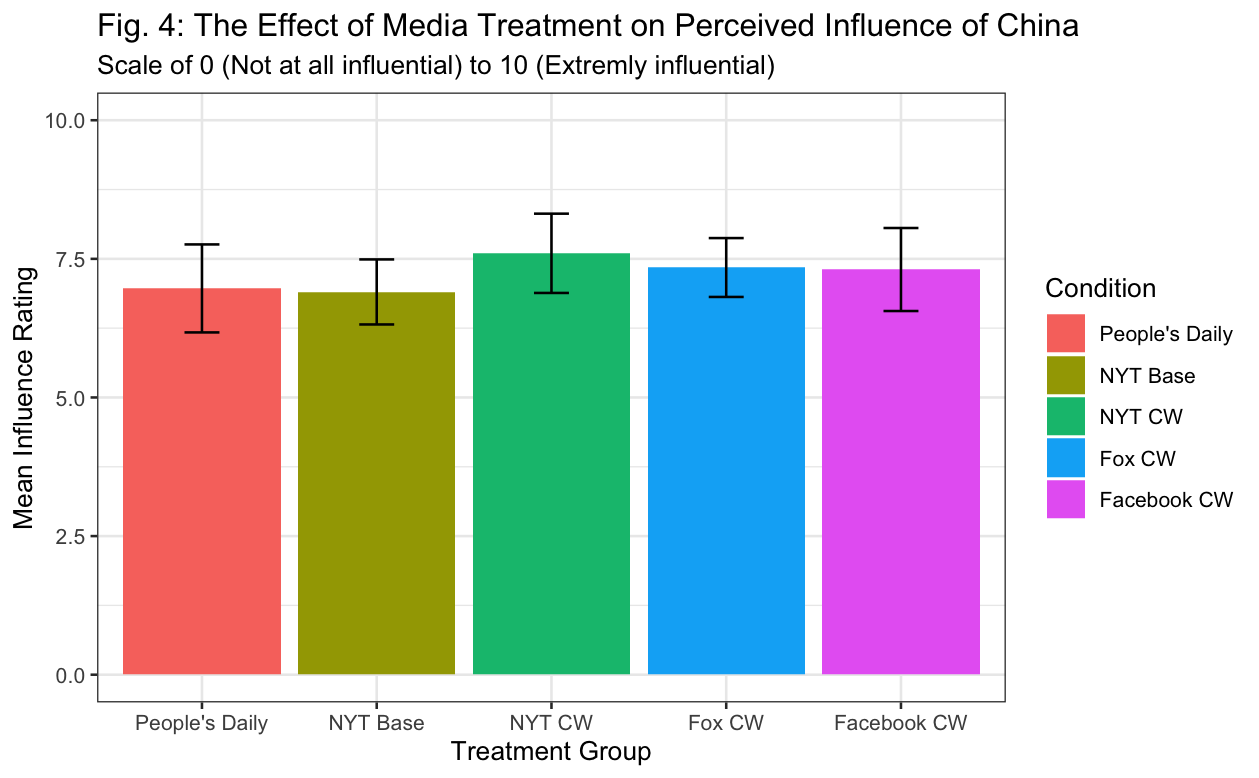 Fig. 4: The Effect of Media Treatment on Perceived Influence of China
Scale of 0 (Not at all influential) to 10 (Extremly influential)
Mean Influence Rating
10.0
7.5
5.0
2.5
0.0
People's Daily
NYT Base
NYT CW
Fox CW
Facebook CW
Treatment Group
Condition
People's Daily
NYT Base
NYT CW
Fox CW
Facebook CW